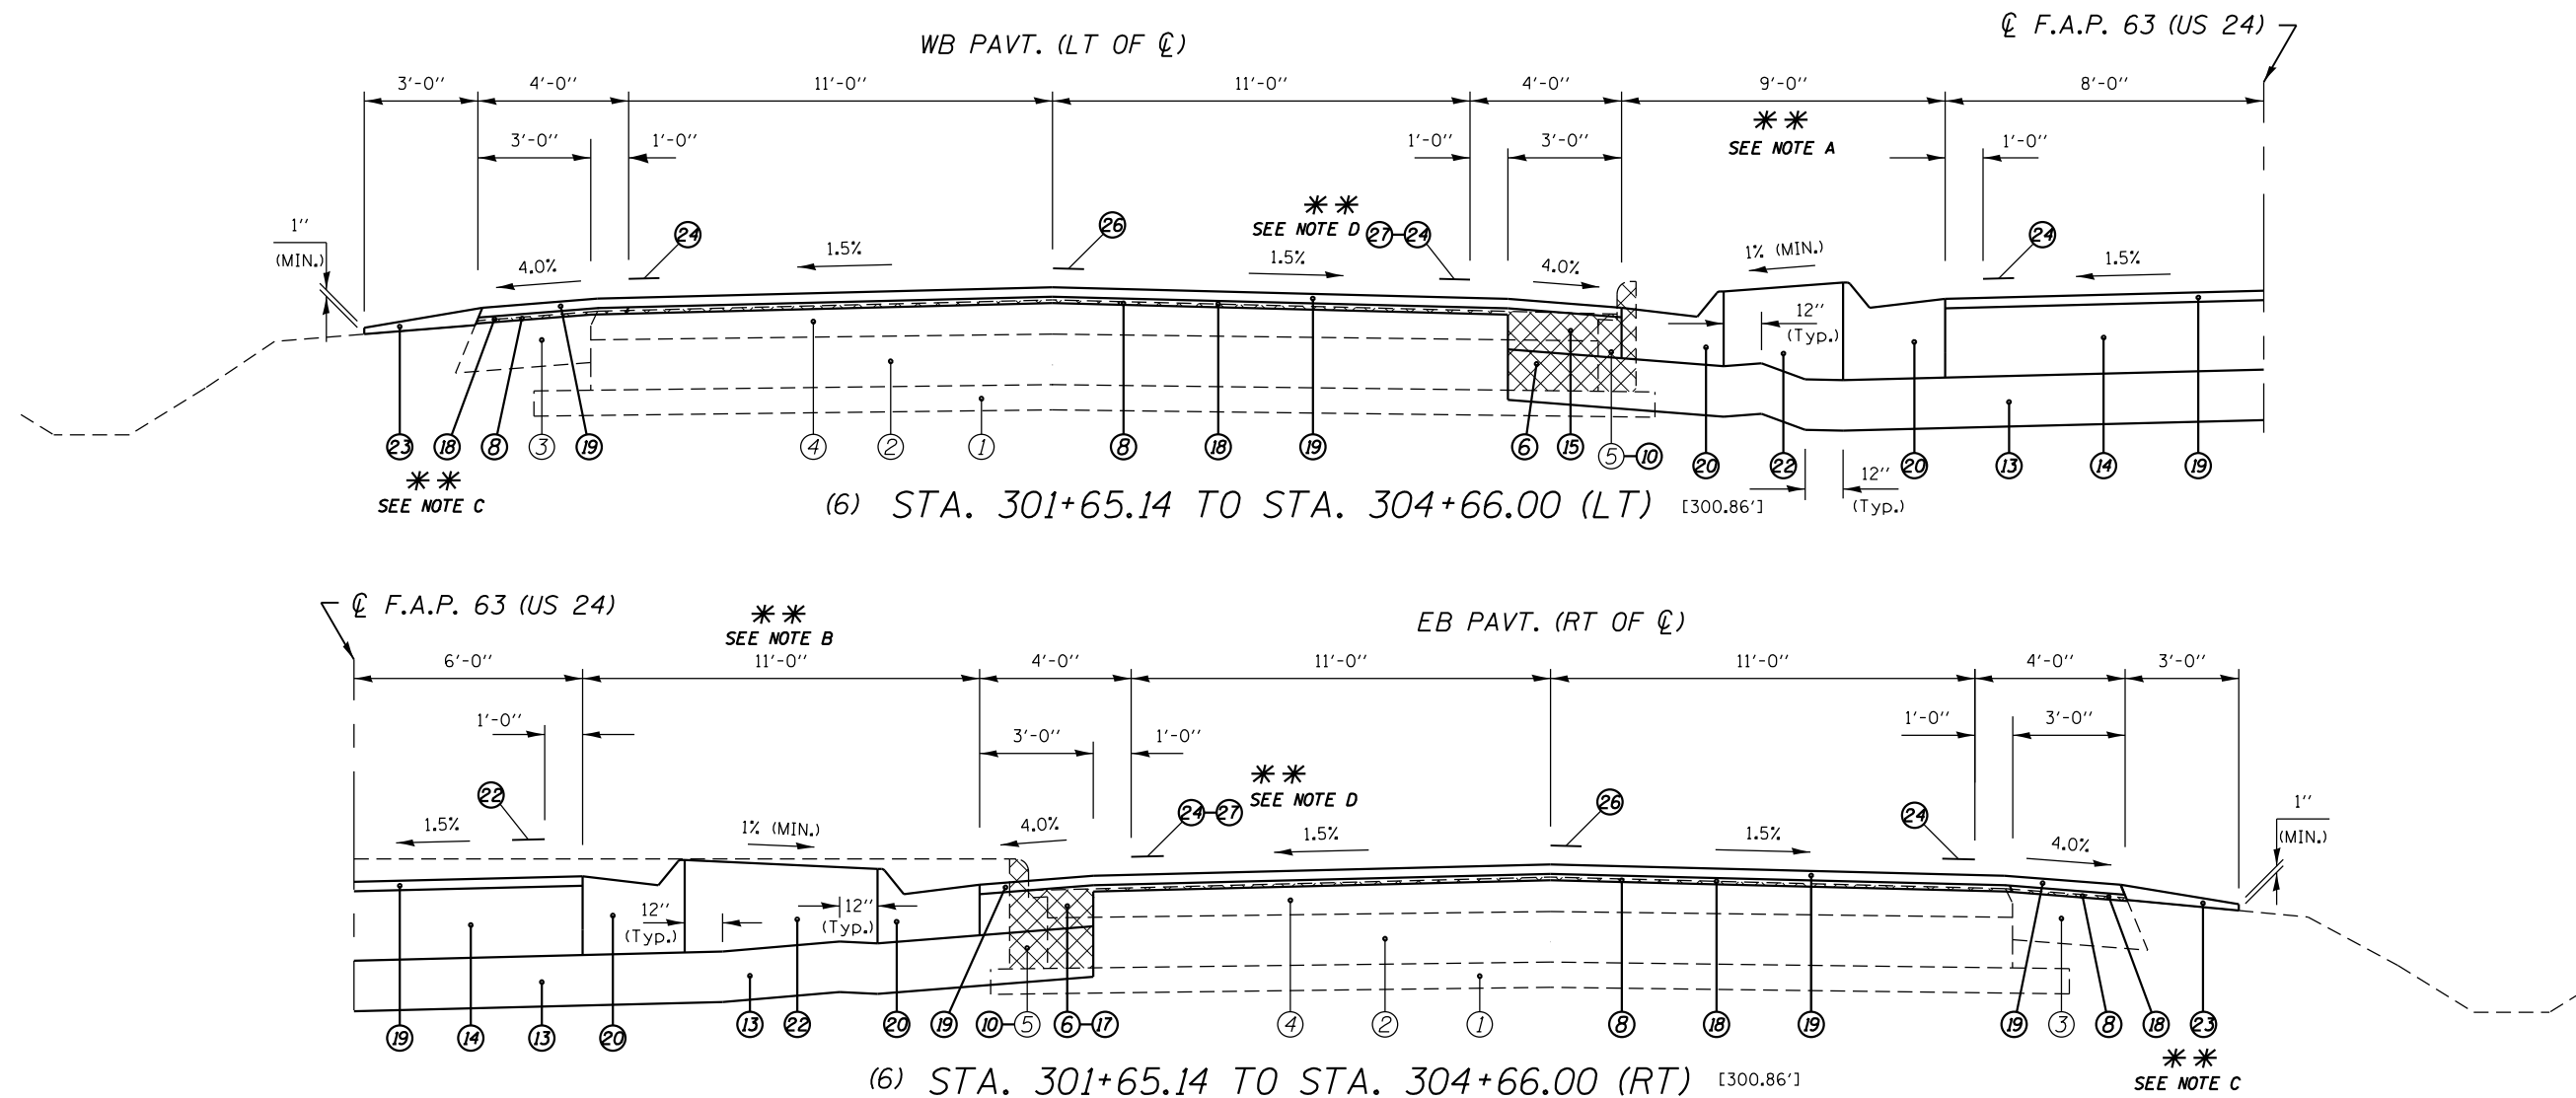 WB PAVT. (LT OF ℄)
℄ F.A.P. 63 (US 24)
3'-0'' 4'-0'' 11'-0'' 11'-0'' 4'-0'' 9'-0'' 8'-0''
** 
3'-0'' 1'-0'' 1'-0'' 3'-0'' SEE NOTE A 1'-0''
**
1'' 24 26 SEE NOTE D 27 24 24
(MIN.) 4.0% 1.5% 1.5% 4.0% 1% (MIN.) 1.5%
12''
(Typ.)
23 18 8 3 19 4 2 1 8 18 19 6 15 5 10 20 22 20 13 14 19
**
SEE NOTE C
12''
(Typ.)
(6) STA. 301+65.14 TO STA. 304+66.00 (LT) [300.86']
℄ F.A.P. 63 (US 24)
**
SEE NOTE B
EB PAVT. (RT OF ℄)
6'-0'' 11'-0'' 4'-0'' 11'-0'' 11'-0'' 4'-0'' 3'-0''
1'-0'' 3'-0'' 1'-0'' 1'-0'' 3'-0''
**
22 24 27 SEE NOTE D 26 24 1''
(MIN.)
1.5% 1% (MIN.) 4.0% 1.5% 1.5% 4.0%
12'' 12''
(Typ.) (Typ.)
19 14 13 20 13 22 20 19 10 5 6 17 4 2 1 8 18 19 19 3 8 18 23
**
SEE NOTE C
(6) STA. 301+65.14 TO STA. 304+66.00 (RT) [300.86']